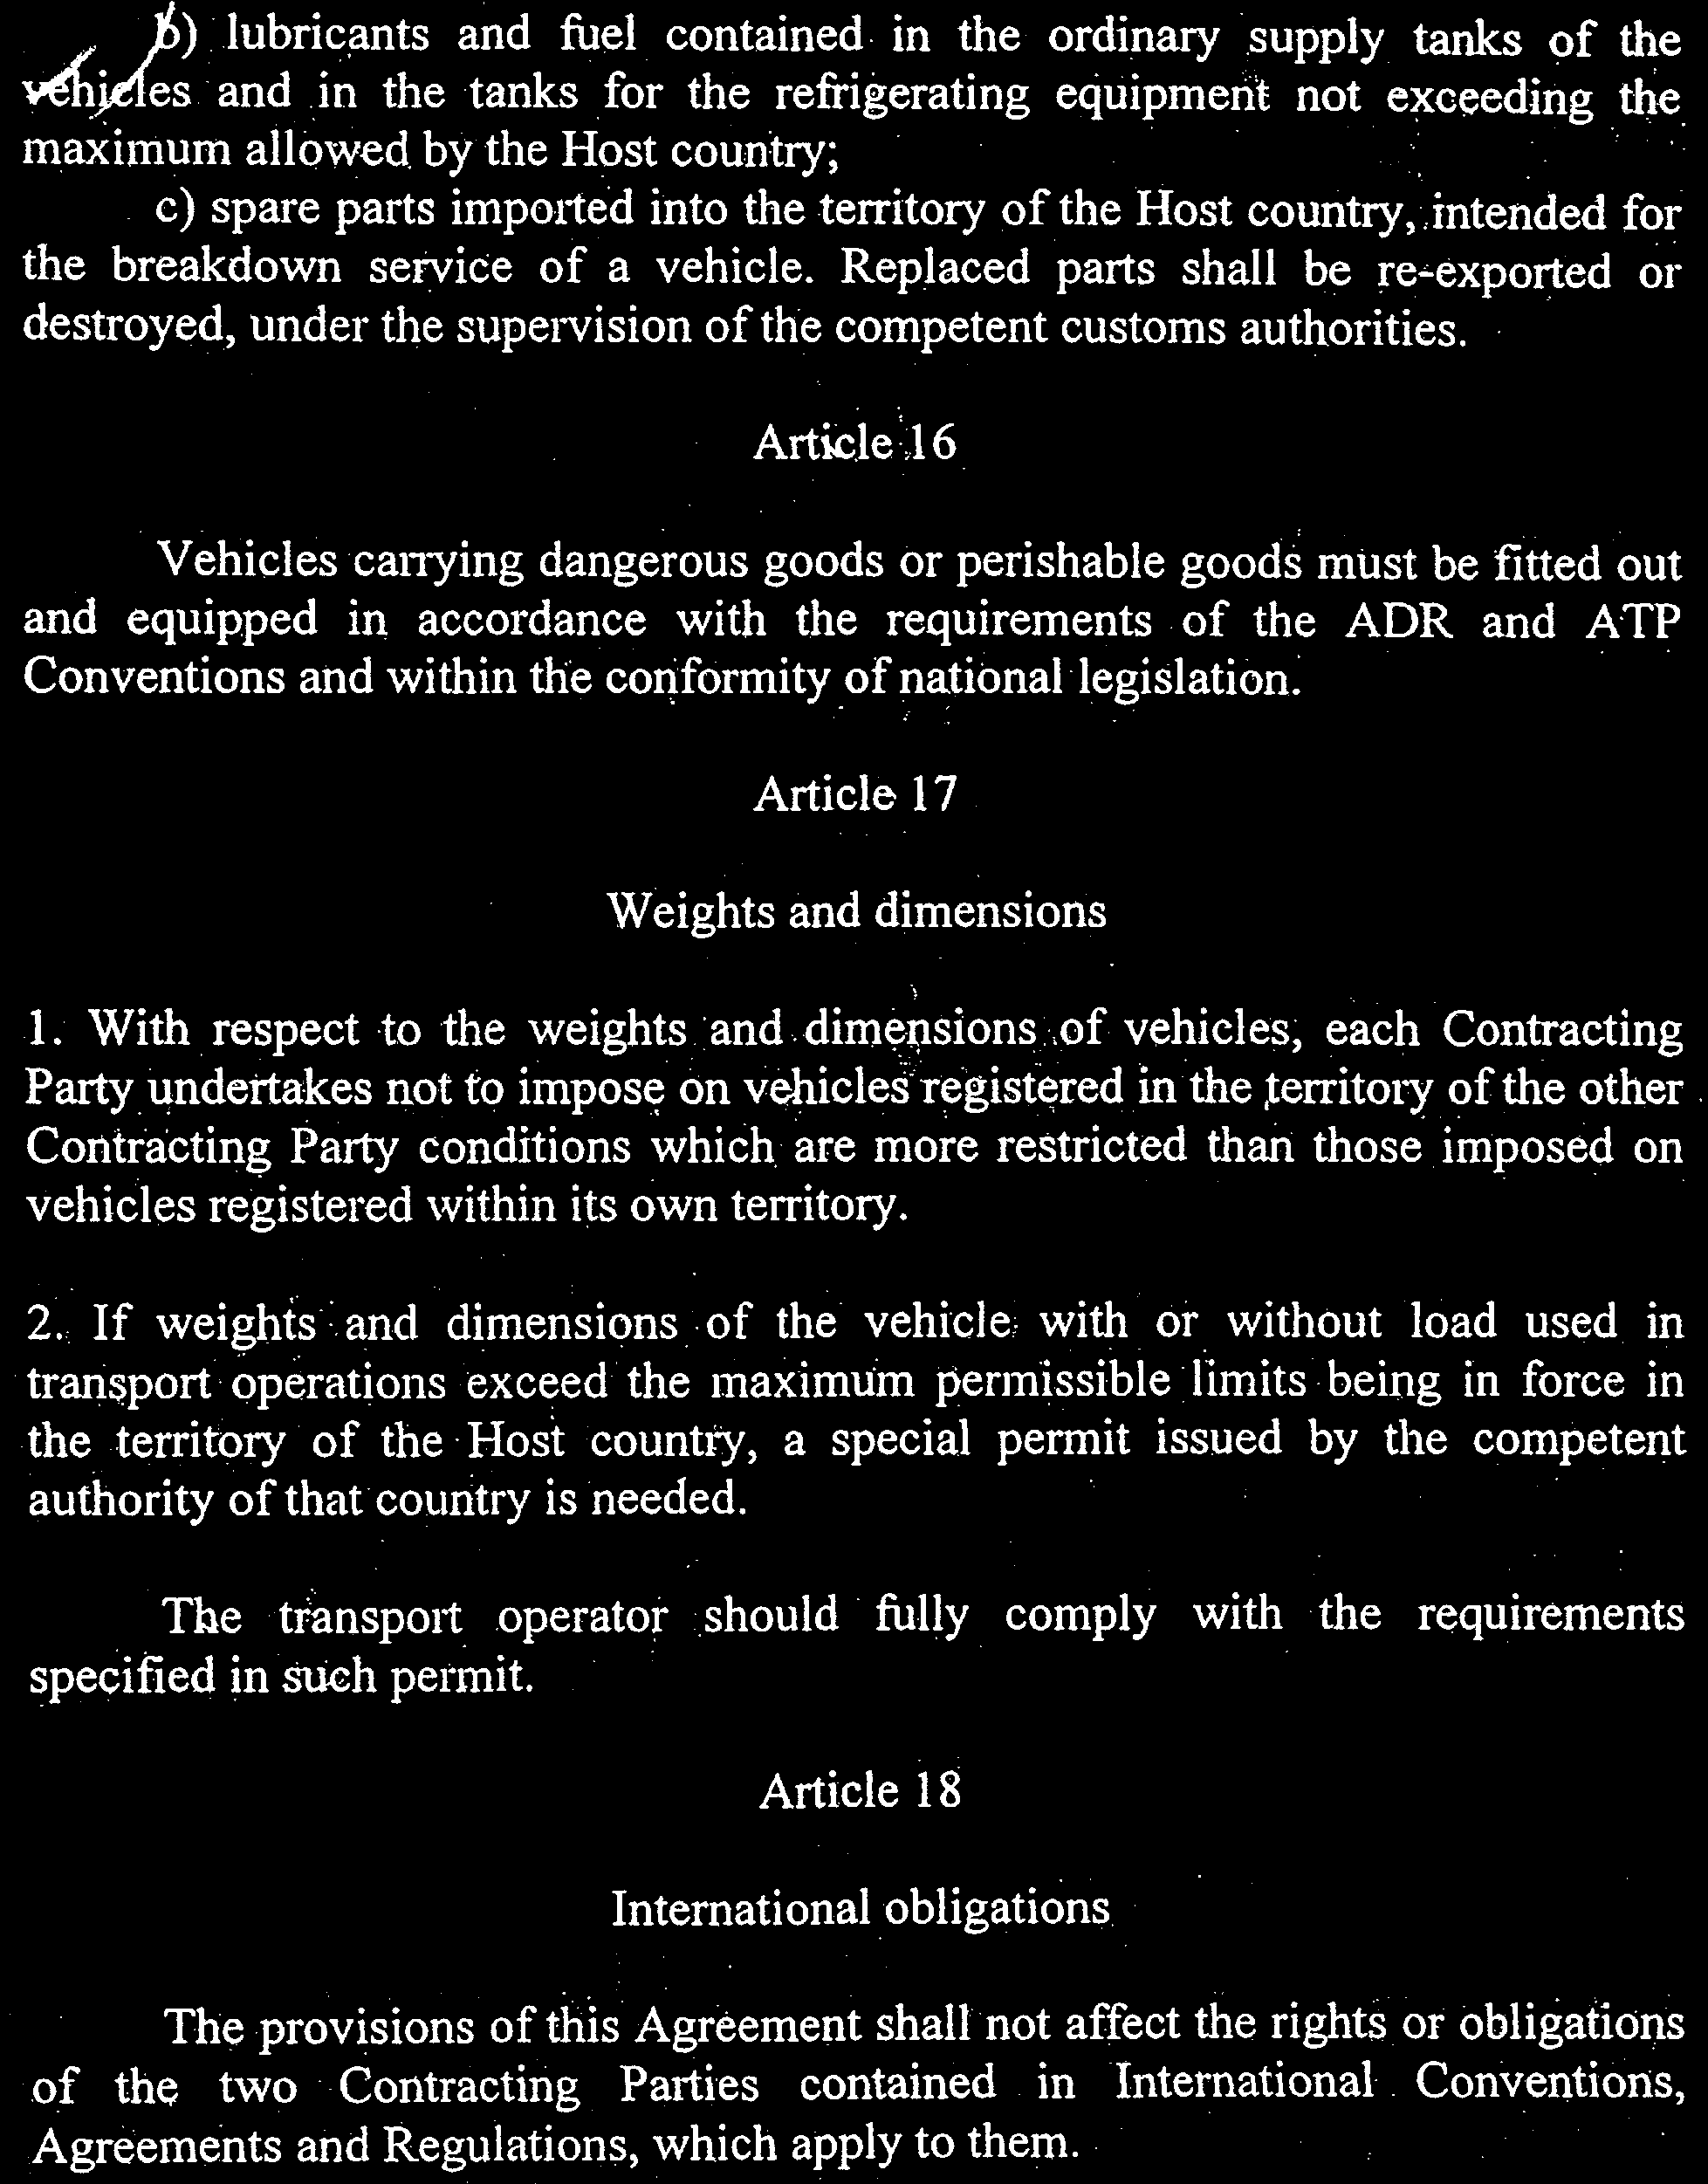 b) lubricants and fuel contained in the ordinary supply tanks of the
vehicles and in the tanks for the refrigerating equipment not exceeding the
maximum allowed by the Host country;
c) spare parts imported into the territory of the Host country, intended for
the breakdown service of a vehicle. Replaced parts shall be re-exported or
destroyed, under the supervision of the competent customs authorities.
Article 16
Vehicles carrying dangerous goods or perishable goods must be fitted out
and equipped in accordance with the requirements of the ADR and ATP
Conventions and within the conformity of national legislation.
Article 17
Weights and dimensions
1. With respect to the weights and dimensions of vehicles, each Contracting
Party undertakes not to impose on vehicles registered in the territory of the other
Contracting Party conditions which are more restricted than those imposed on
vehicles registered within its own territory.
2. If weights and dimensions of the vehicle with or without load used in
transport operations exceed the maximum permissible limits being in force in
the territory of the Host country, a special permit issued by the competent
authority of that country is needed.
The transport operator should fully comply with the requirements
specified in such permit.
Article 18
International obligations
The provisions of this Agreement shall not affect the rights or obligations
of the two Contracting Parties contained in International Conventions,
Agreements and Regulations, which apply to them.